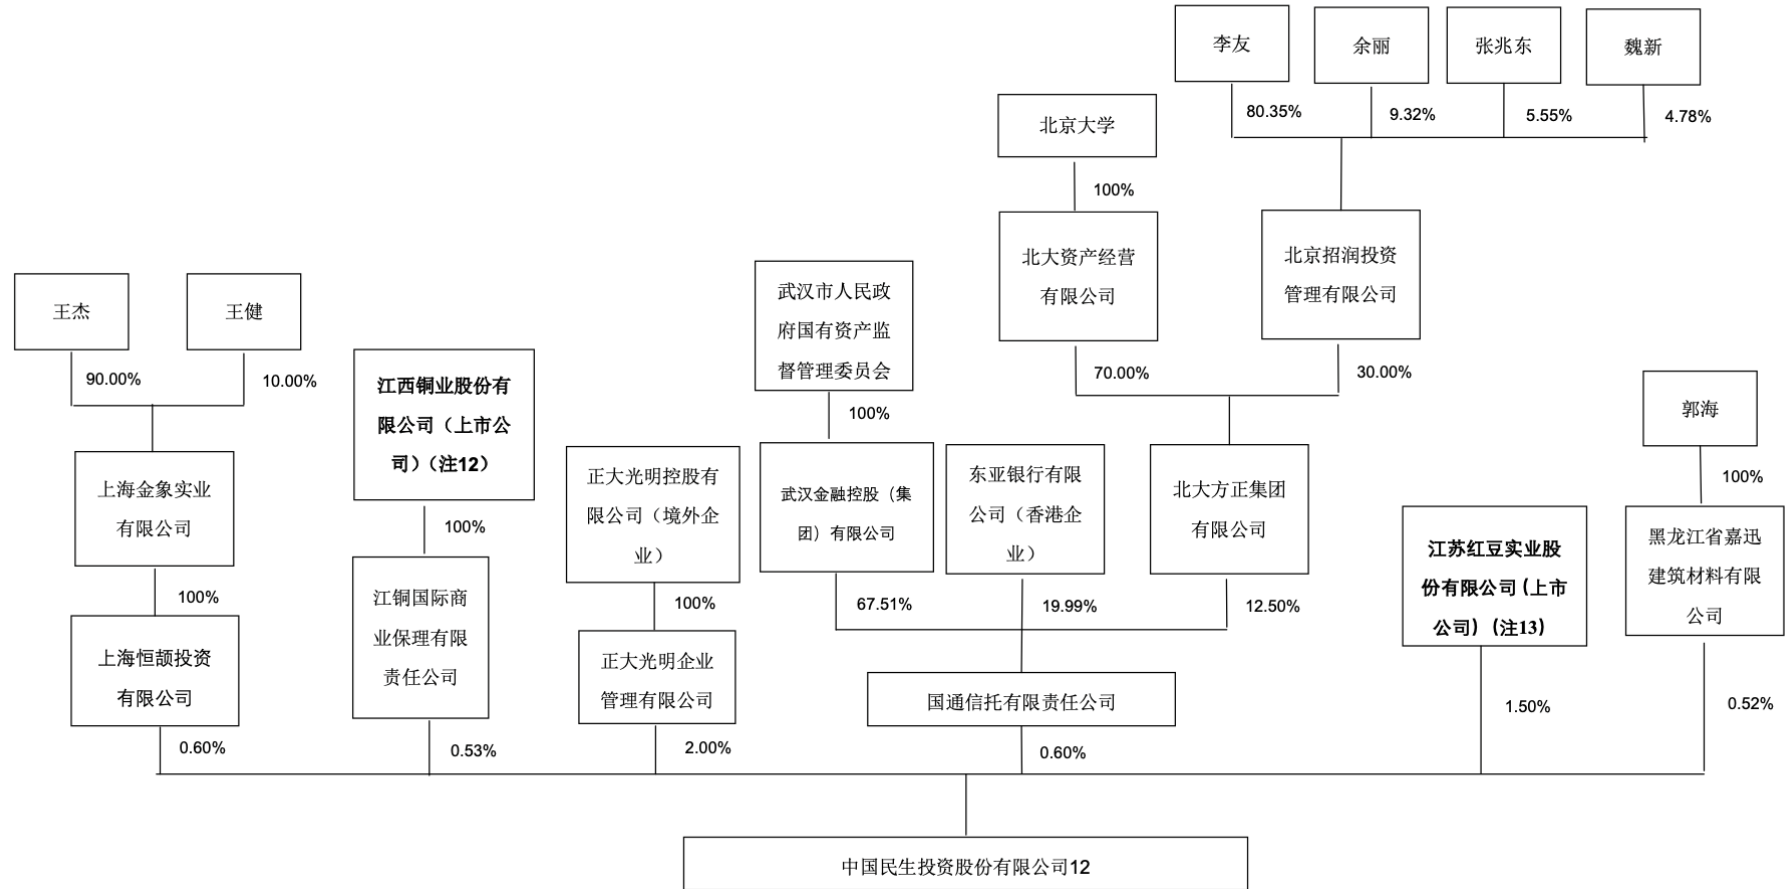 李友
余丽
张兆东
魏新
80.35%
9.32%
5.55%
4.78%
北京大学
100%
北大资产经营
有限公司
北京招润投资
管理有限公司
王杰
王健
武汉市人民政
府国有资产监
督管理委员会
90.00%
10.00%
江西铜业股份有
限公司（上市公
司）（注12）
100%
70.00%
30.00%
郭海
上海金象实业
有限公司
100%
正大光明控股有
限公司（境外企
业）
武汉金融控股（集
团）有限公司
东亚银行有限
公司（香港企
业）
北大方正集团
有限公司
100%
江苏红豆实业股
份有限公司（上市
公司）（注13）
黑龙江省嘉迅
建筑材料有限
公司
100%
江铜国际商
业保理有限
责任公司
100%
67.51%
19.99%
12.50%
上海恒颉投资
有限公司
正大光明企业
管理有限公司
国通信托有限责任公司
0.60%
0.53%
2.00%
0.60%
1.50%
0.52%
中国民生投资股份有限公司12